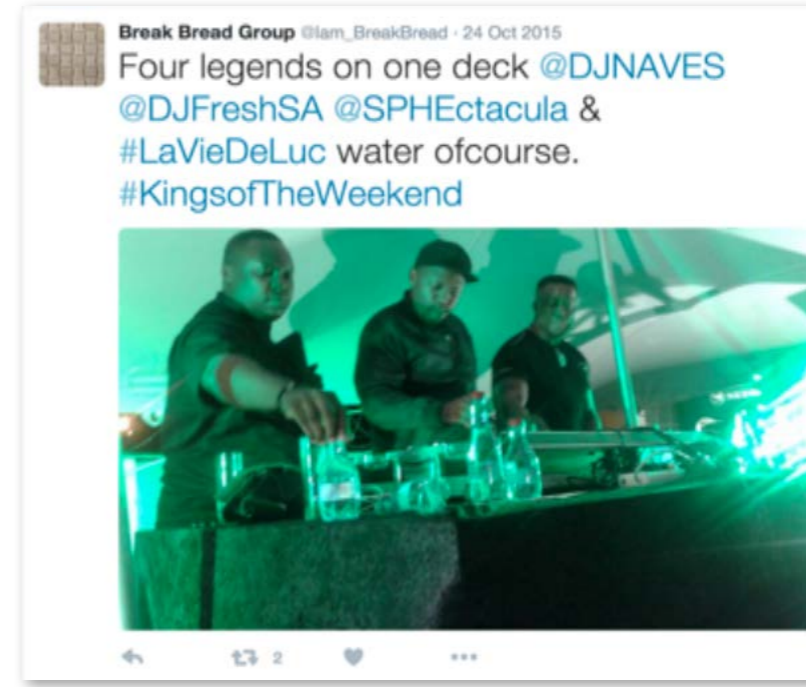 Break Bread Group @Iam_BreakBread · 24 Oct 2015
Four legends on one deck @DJNAVES
@DJFreshSA @SPHEctacula &
#LaVieDeLuc water ofcourse.
#KingsofTheWeekend
2